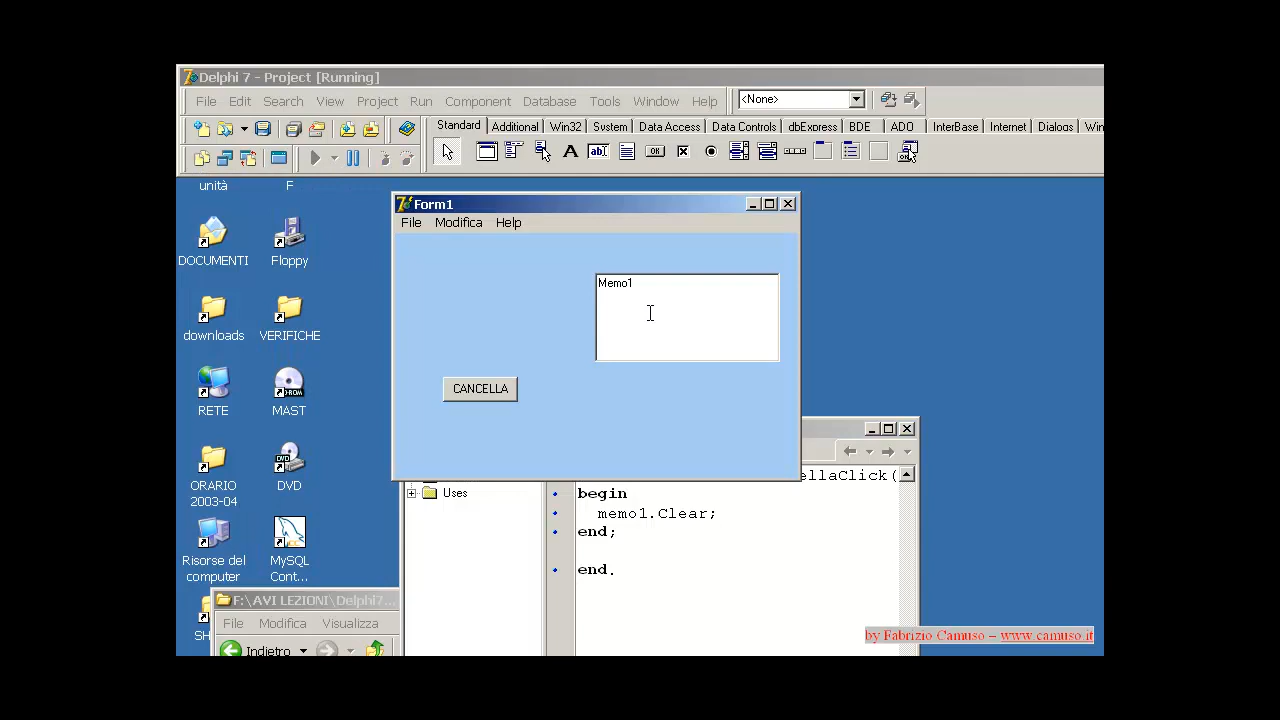 Delphi 7 - Project [Running]
File Edit Search View Project Run Component Database Tools Window Help
<None>
Standard Additional Win32 System Data Access Data Controls dbExpress BDE ADO InterBase Internet Dialogs Win
unità F
Form1
File Modifica Help
DOCUMENTI Floppy
Memo1
downloads VERIFICHE
CANCELLA
RETE MAST
ellaClick(
Uses
begin
memo1.Clear;
end;
end.
ORARIO 2003-04
DVD
Risorse del computer
MySQL Cont...
SH
F:\AVI LEZIONI\Delphi7...
File Modifica Visualizza
Indietro
by Fabrizio Camuso – www.camuso.it